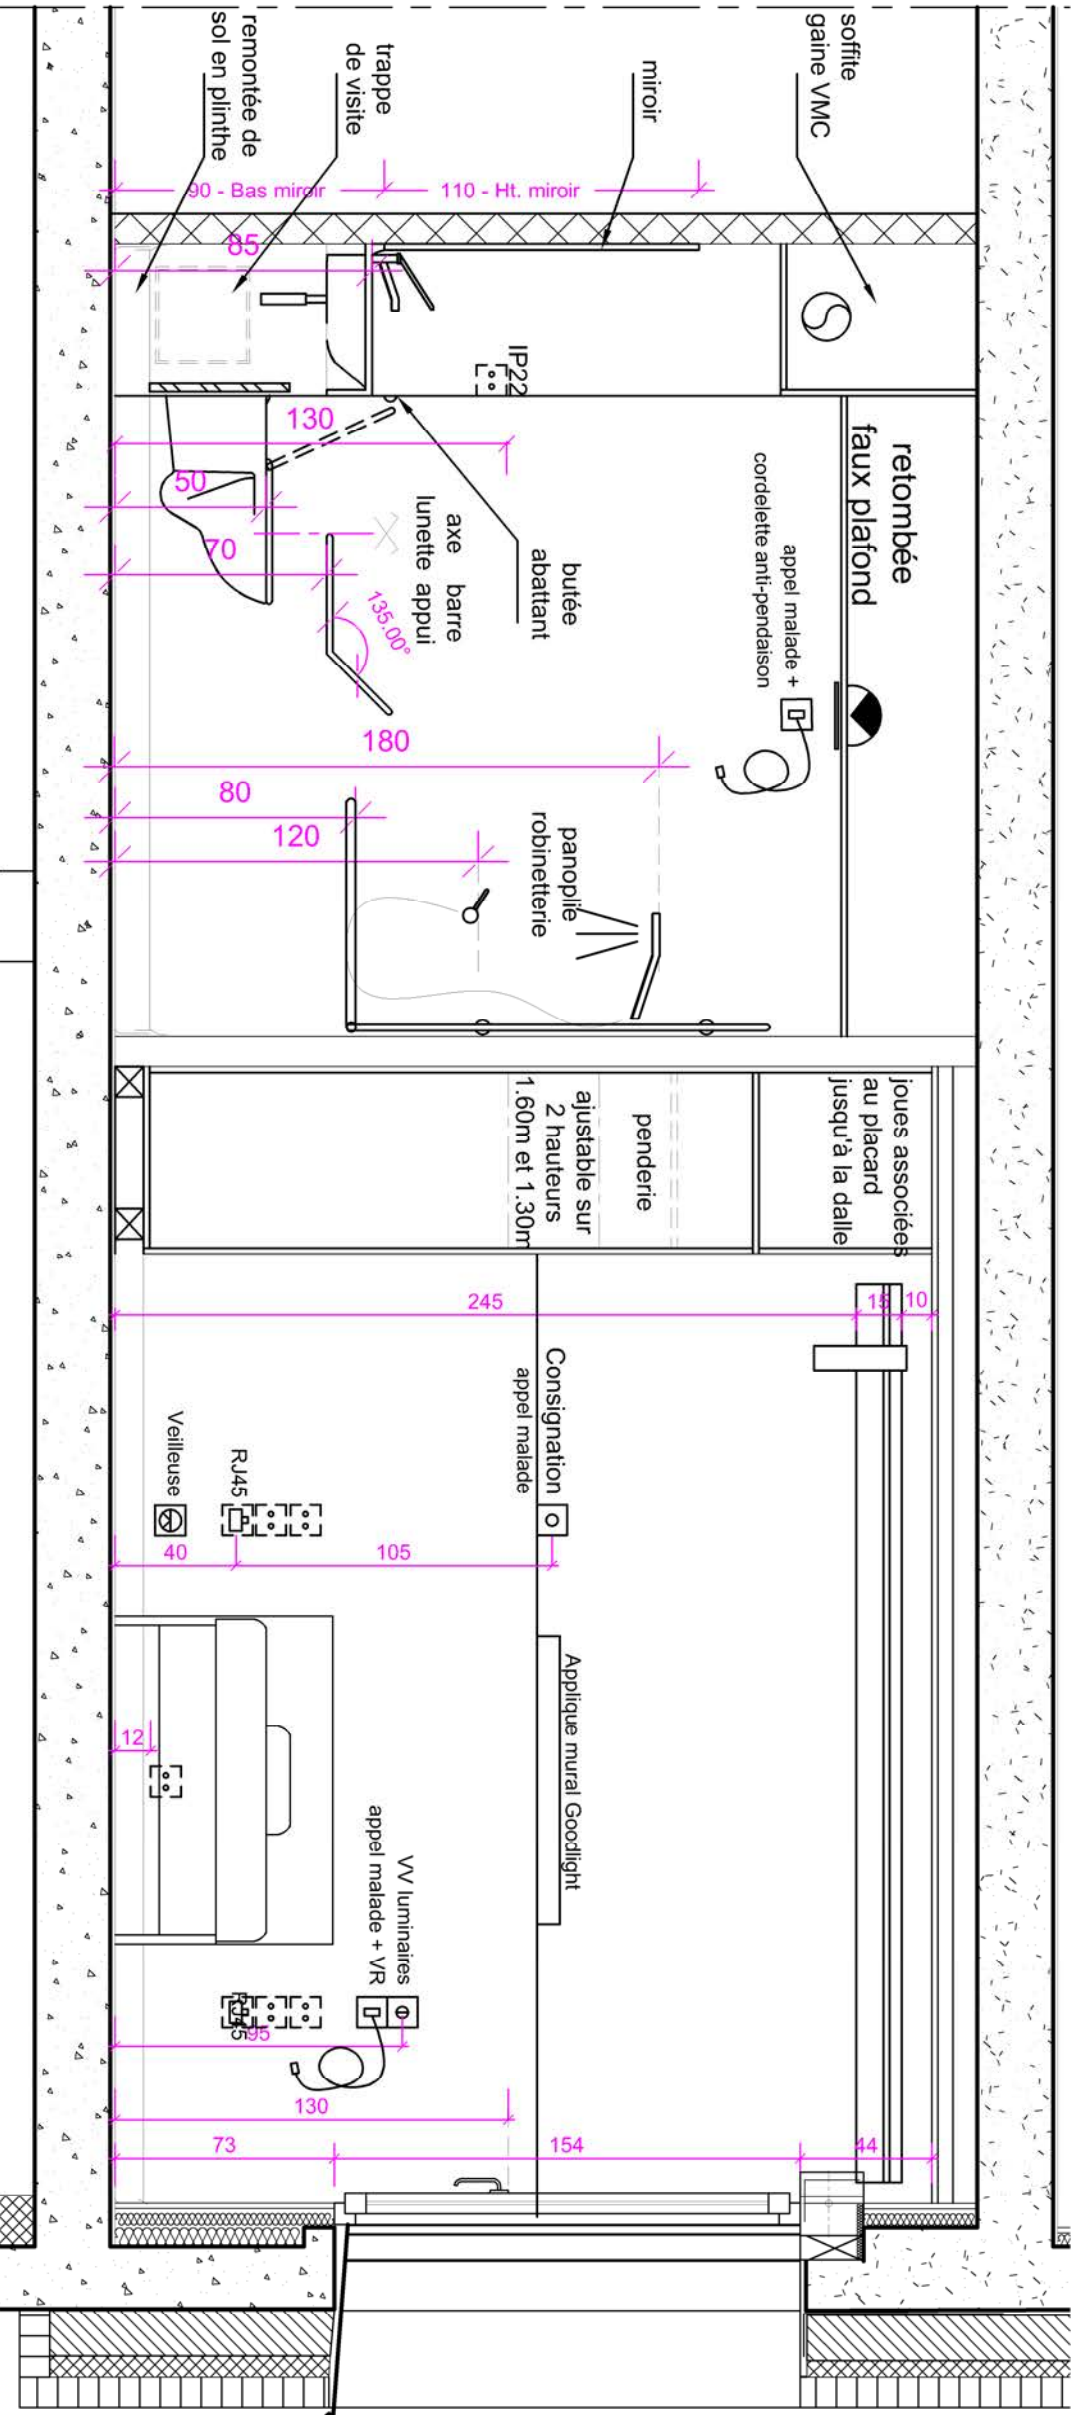 soffite
gaine VMC
miroir
trappe
de visite
remontée de
sol en plinthe
90 - Bas miroir
110 - Ht. miroir
85
IP22
130
50
70
135.00°
axe    barre
lunette  appui
butée
abattant
retombée
faux plafond
appel malade +
cordelette anti-pendaison
180
80
120
panoplie
robinetterie
joues associées
au placard
jusqu'à la dalle
penderie
ajustable sur
2 hauteurs
1.60m et 1.30m
245
15
10
Consignation
appel malade
Veilleuse
RJ45
40
105
Applique mural Goodlight
12
VV luminaires
appel malade + VR
RJ45
95
130
73
154
44